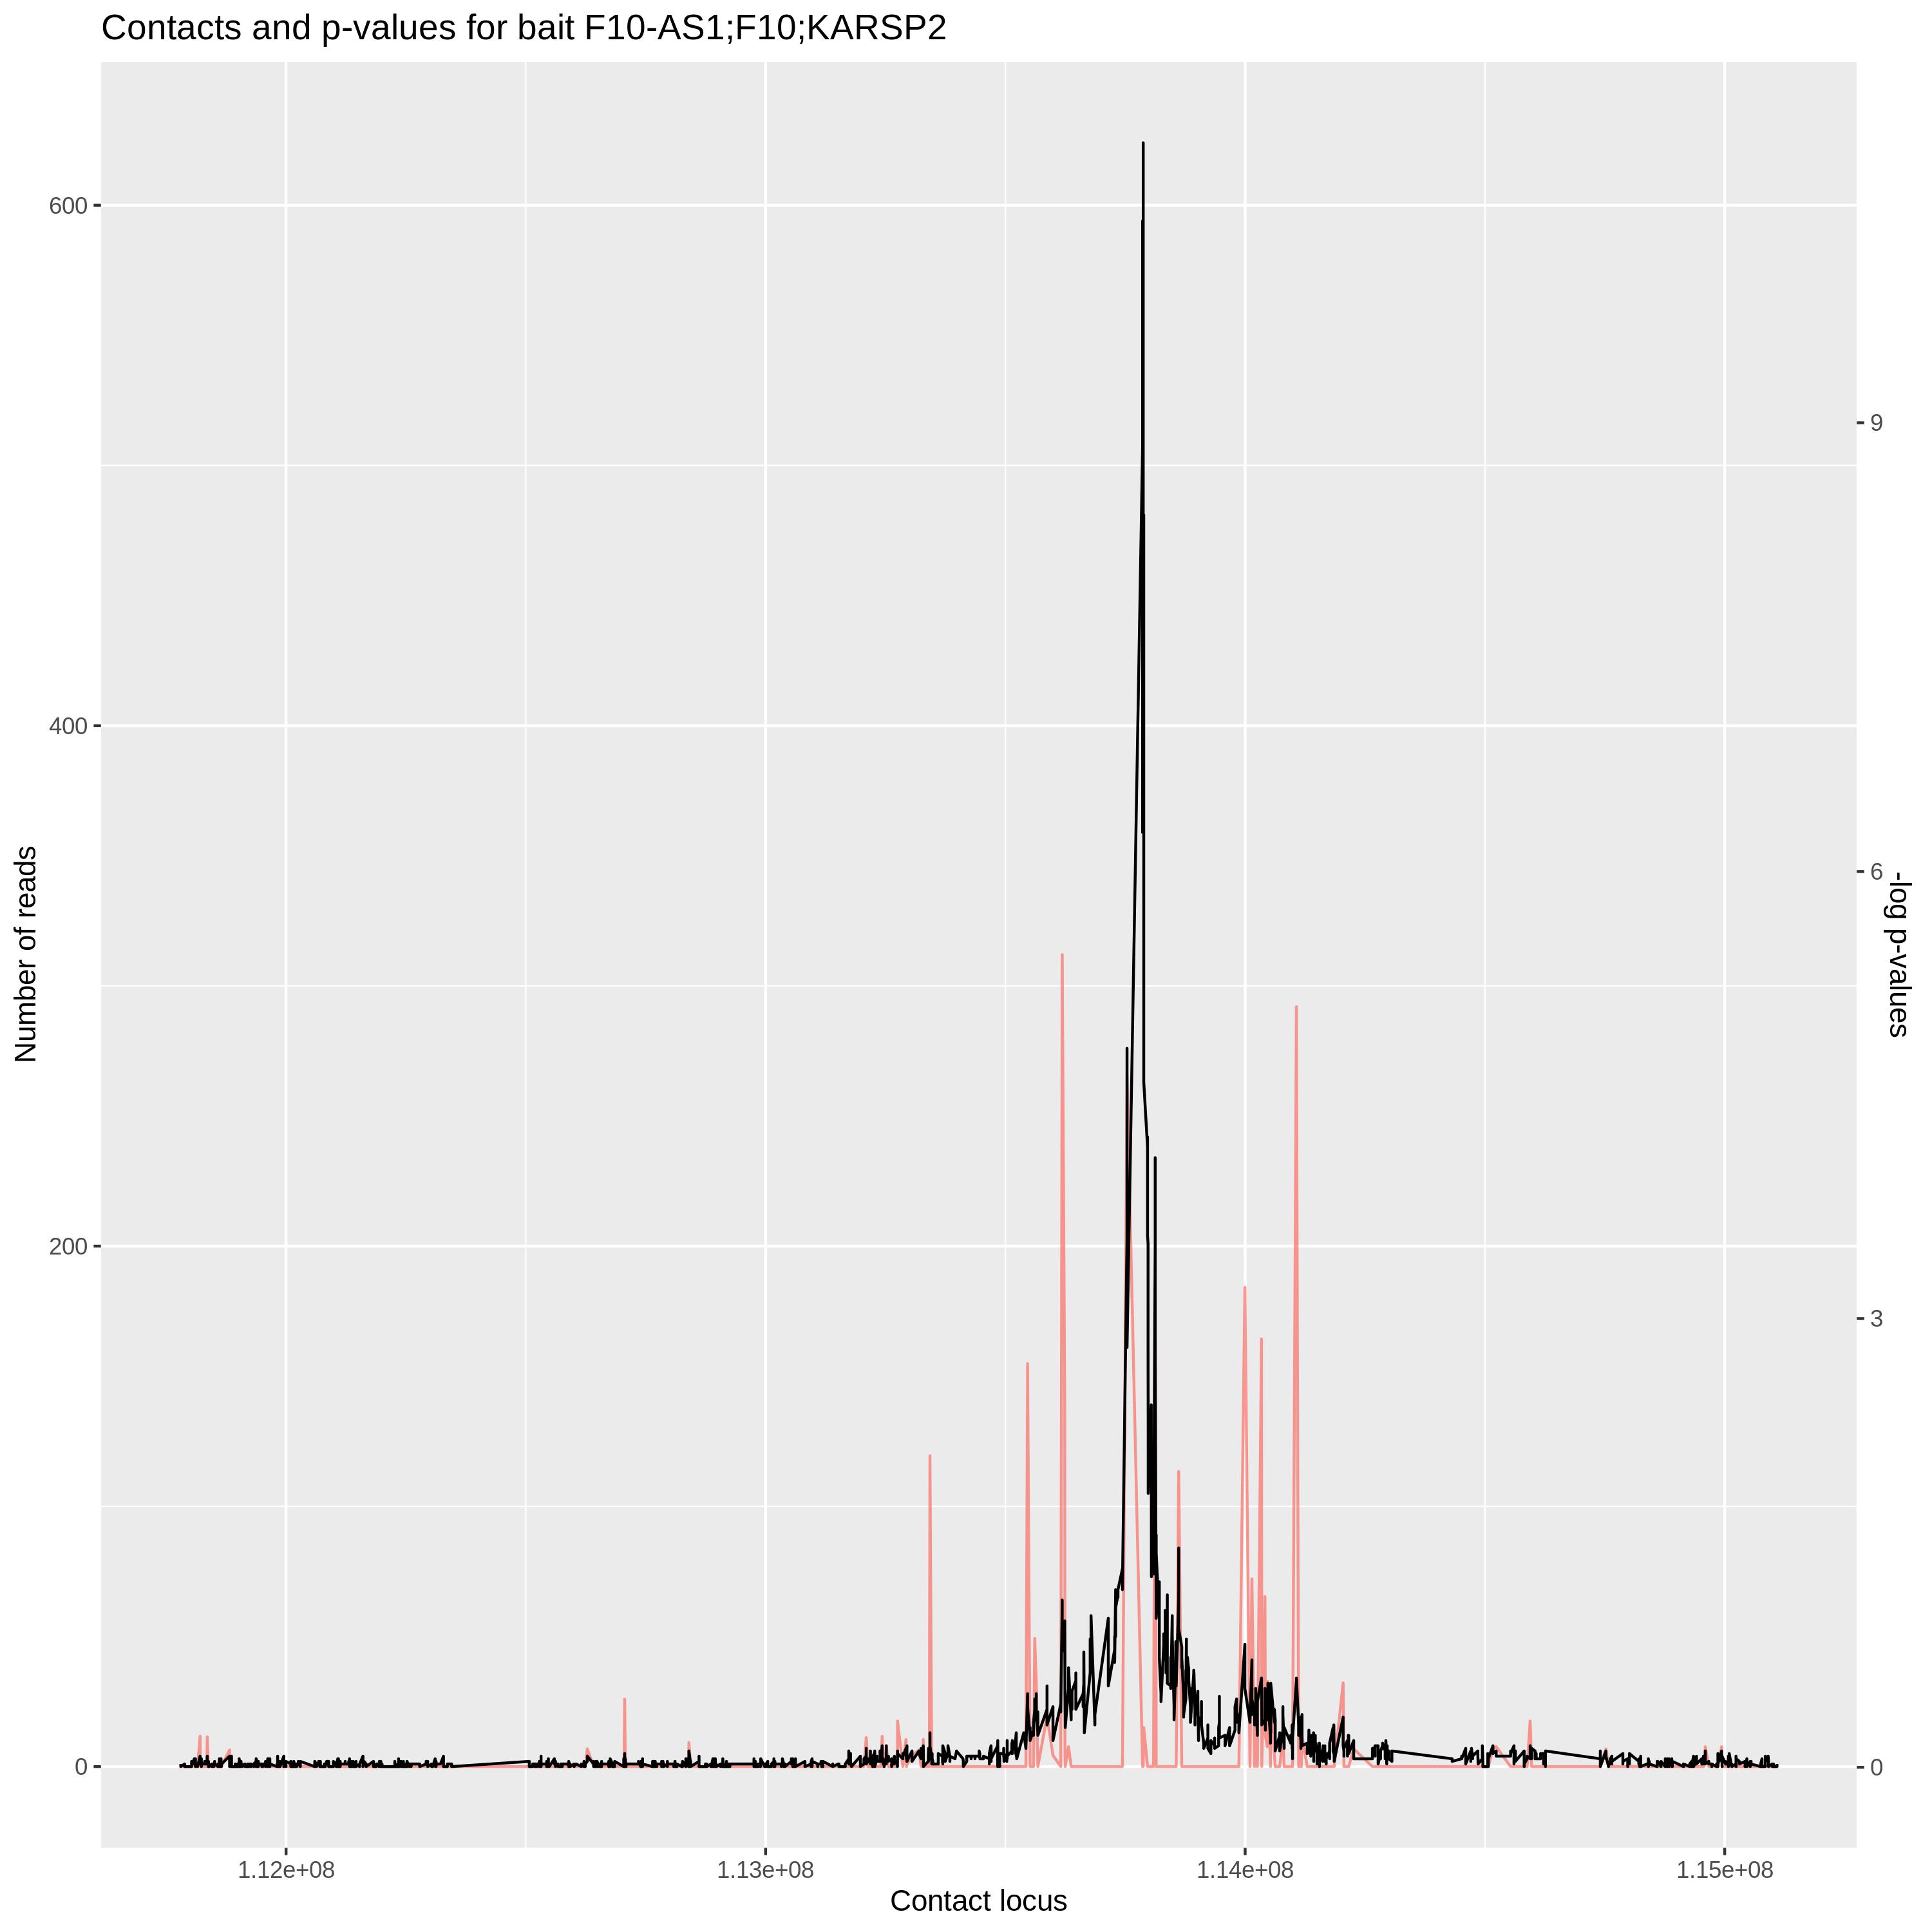 Contacts and p-values for bait F10-AS1;F10;KARSP2
600
400
200
0
Number of reads
9
6
3
0
-log p-values
1.12e+08
1.13e+08
1.14e+08
1.15e+08
Contact locus